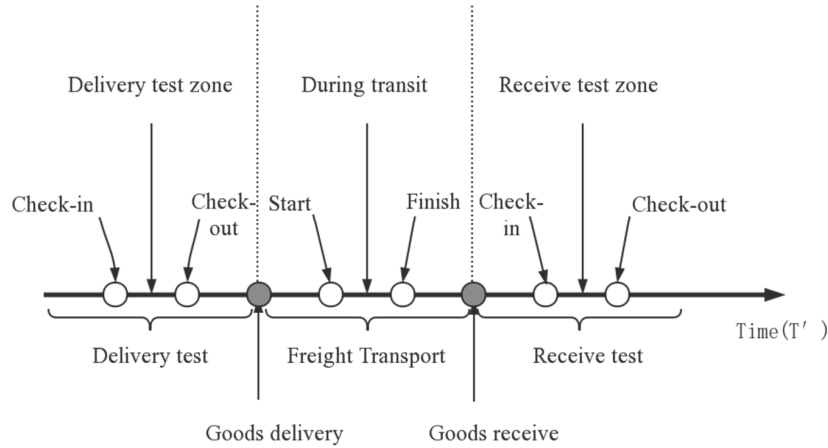 Delivery test zone
During transit
Receive test zone
Check-in
Check-
out
Start
Finish
Check-
in
Check-out
Time(T′ )
Delivery test
Freight Transport
Receive test
Goods delivery
Goods receive